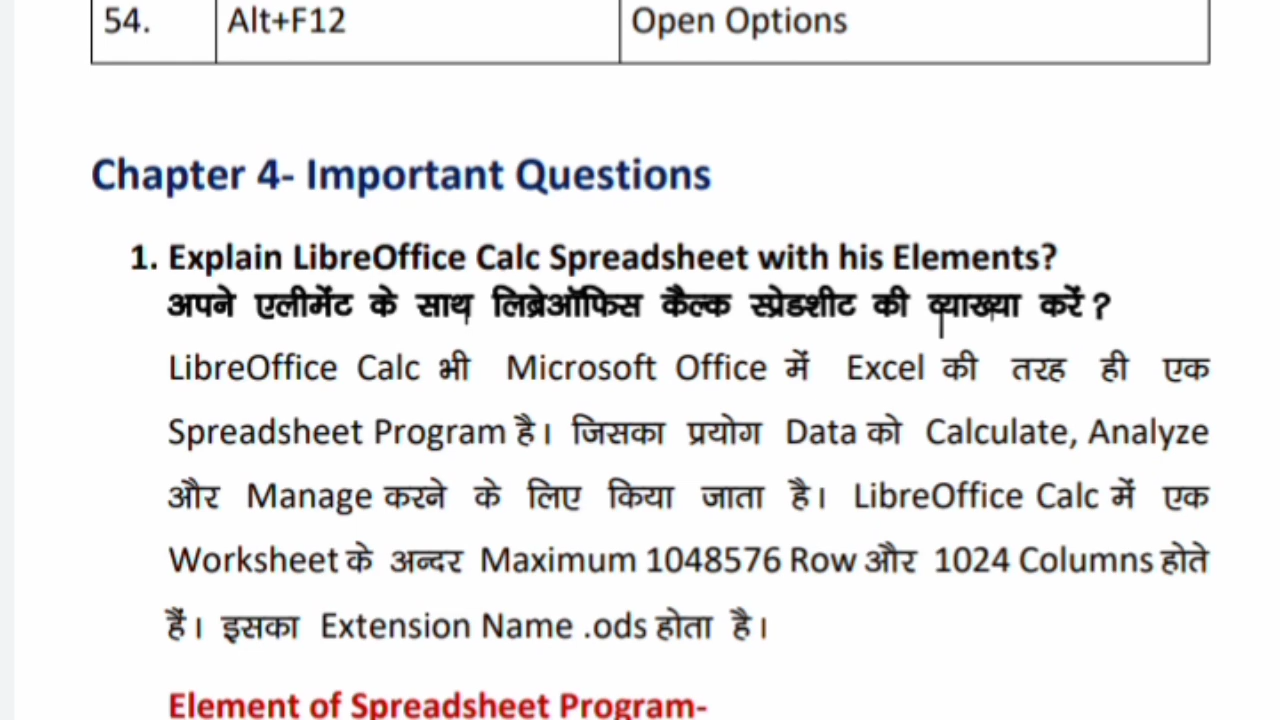 54. Alt+F12 Open Options
Chapter 4- Important Questions
1. Explain LibreOffice Calc Spreadsheet with his Elements?
अपने एलीमेंट के साथ लिब्रेऑफिस कैल्क स्प्रेडशीट की व्याख्या करें ?
LibreOffice Calc भी Microsoft Office में Excel की तरह ही एक
Spreadsheet Program है। जिसका प्रयोग Data को Calculate, Analyze
और Manage करने के लिए किया जाता है। LibreOffice Calc में एक
Worksheet के अन्दर Maximum 1048576 Row और 1024 Columns होते
हैं। इसका Extension Name .ods होता है।
Element of Spreadsheet Program-